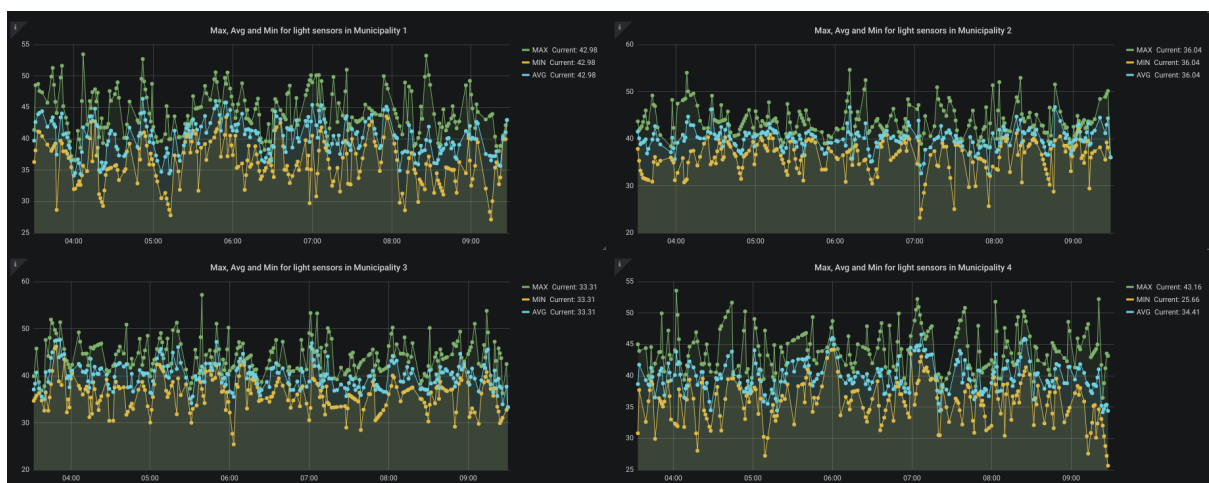 Max, Avg and Min for light sensors in Municipality 1
55
50
45
40
35
30
25
04:00 05:00 06:00 07:00 08:00 09:00
MAX Current: 42.98
MIN Current: 42.98
AVG Current: 42.98
Max, Avg and Min for light sensors in Municipality 2
60
50
40
30
20
04:00 05:00 06:00 07:00 08:00 09:00
MAX Current: 36.04
MIN Current: 36.04
AVG Current: 36.04
Max, Avg and Min for light sensors in Municipality 3
60
50
40
30
20
04:00 05:00 06:00 07:00 08:00 09:00
MAX Current: 33.31
MIN Current: 33.31
AVG Current: 33.31
Max, Avg and Min for light sensors in Municipality 4
55
50
45
40
35
30
25
04:00 05:00 06:00 07:00 08:00 09:00
MAX Current: 43.16
MIN Current: 25.66
AVG Current: 34.41